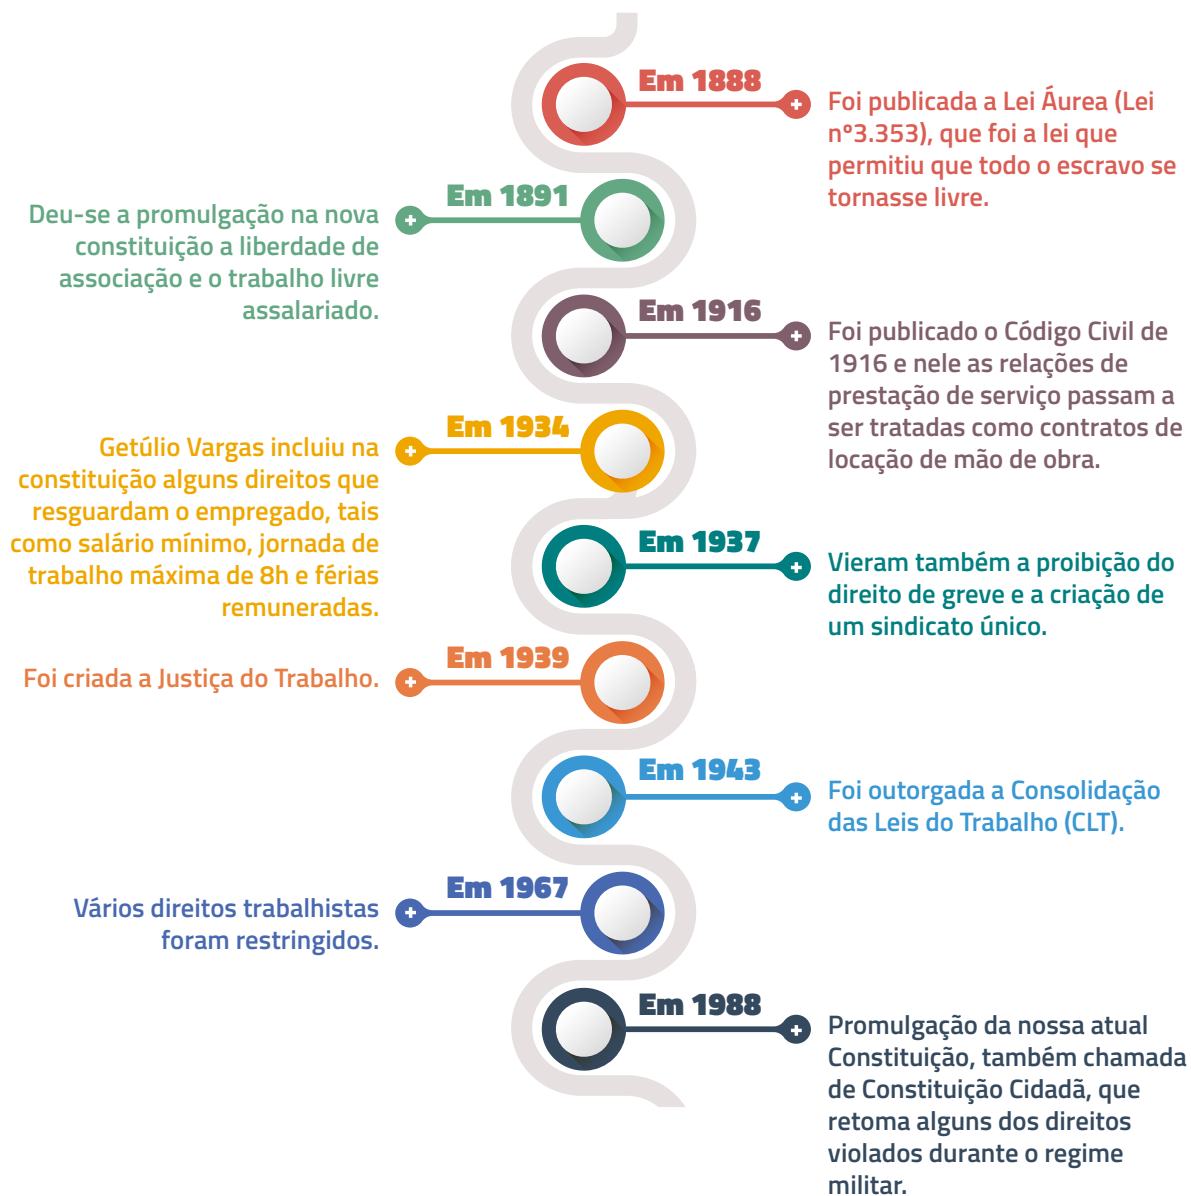 Em 1888
Foi publicada a Lei Áurea (Lei
nº3.353), que foi a lei que
permitiu que todo o escravo se
tornasse livre.
Em 1891
Deu-se a promulgação na nova
constituição a liberdade de
associação e o trabalho livre
assalariado.
Em 1916
Foi publicado o Código Civil de
1916 e nele as relações de
prestação de serviço passam a
ser tratadas como contratos de
locação de mão de obra.
Em 1934
Getúlio Vargas incluiu na
constituição alguns direitos que
resguardam o empregado, tais
como salário mínimo, jornada de
trabalho máxima de 8h e férias
remuneradas.
Em 1937
Vieram também a proibição do
direito de greve e a criação de
um sindicato único.
Em 1939
Foi criada a Justiça do Trabalho.
Em 1943
Foi outorgada a Consolidação
das Leis do Trabalho (CLT).
Em 1967
Vários direitos trabalhistas
foram restringidos.
Em 1988
Promulgação da nossa atual
Constituição, também chamada
de Constituição Cidadã, que
retoma alguns dos direitos
violados durante o regime
militar.